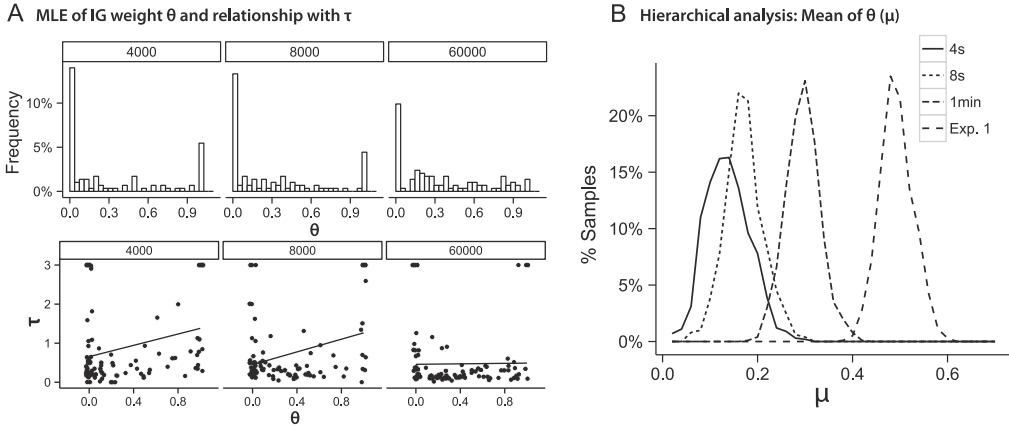 A MLE of IG weight θ and relationship with τ
4000 8000 60000
Frequency
10%
5%
0%
0.0 0.3 0.6 0.9 0.0 0.3 0.6 0.9 0.0 0.3 0.6 0.9
θ
4000 8000 60000
τ
3
2
1
0
0.0 0.4 0.8 0.0 0.4 0.8 0.0 0.4 0.8
θ
B Hierarchical analysis: Mean of θ (μ)
4s
8s
1min
Exp. 1
% Samples
20%
15%
10%
5%
0%
0.0 0.2 0.4 0.6
μ